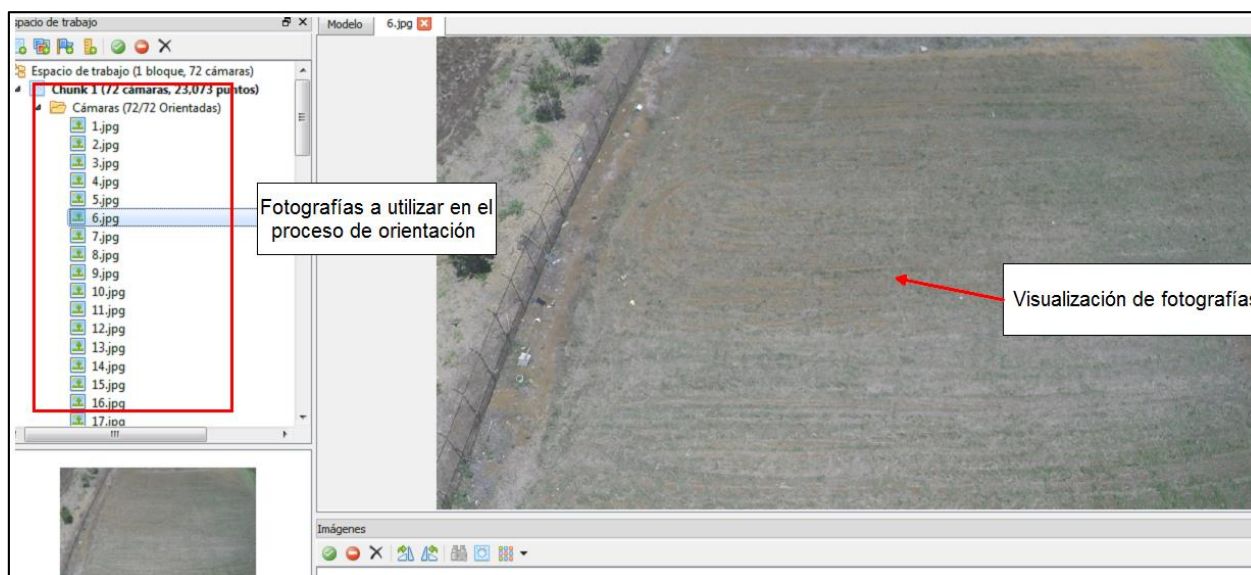 spacio de trabajo
Modelo
6.jpg
Espacio de trabajo (1 bloque, 72 cámaras)
Chunk 1 (72 cámaras, 23,073 puntos)
Cámaras (72/72 Orientadas)
1.jpg
2.jpg
3.jpg
4.jpg
5.jpg
6.jpg
7.jpg
8.jpg
9.jpg
10.jpg
11.jpg
12.jpg
13.jpg
14.jpg
15.jpg
16.jpg
17.jpg
Fotografías a utilizar en el
proceso de orientación
Visualización de fotografías
Imágenes